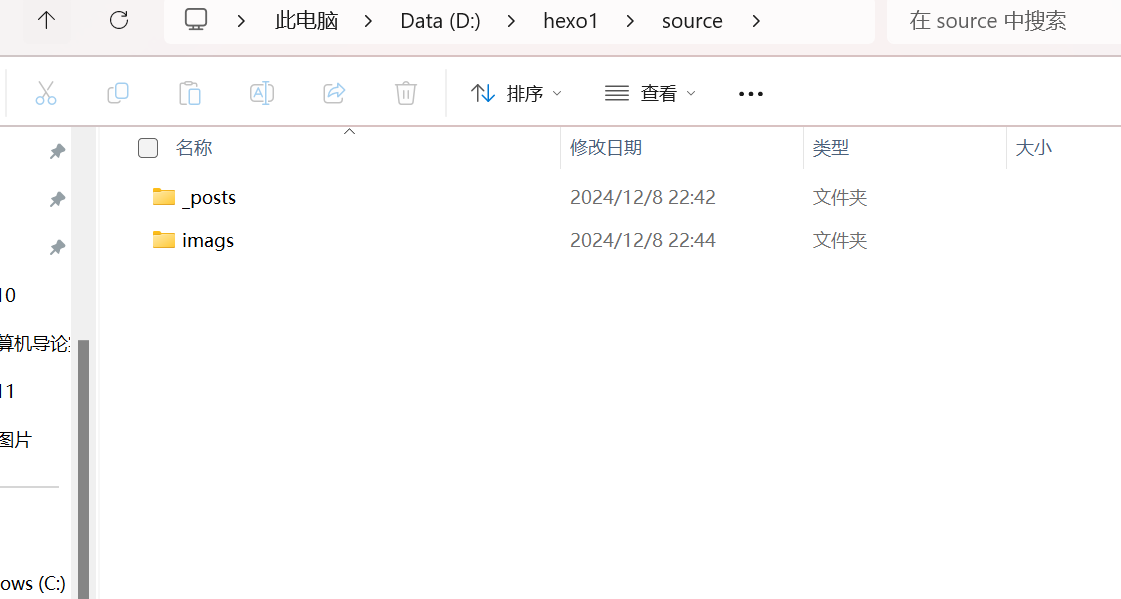 此电脑 > Data (D:) > hexo1 > source >
在 source 中搜索
排序
查看
名称
修改日期
类型
大小
_posts
2024/12/8 22:42
文件夹
imags
2024/12/8 22:44
文件夹
10
算机导论
11
图片
ows (C:)